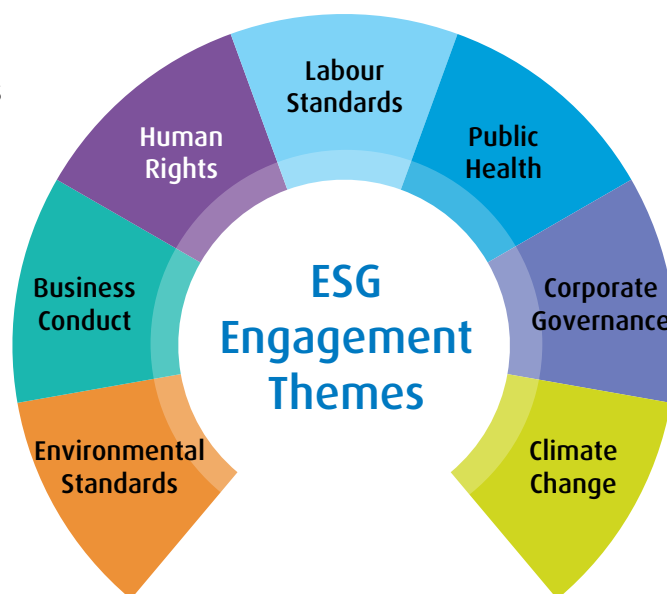 Labour
Standards
Human
Rights
Public
Health
Business
Conduct
ESG
Engagement
Themes
Corporate
Governance
Environmental
Standards
Climate
Change